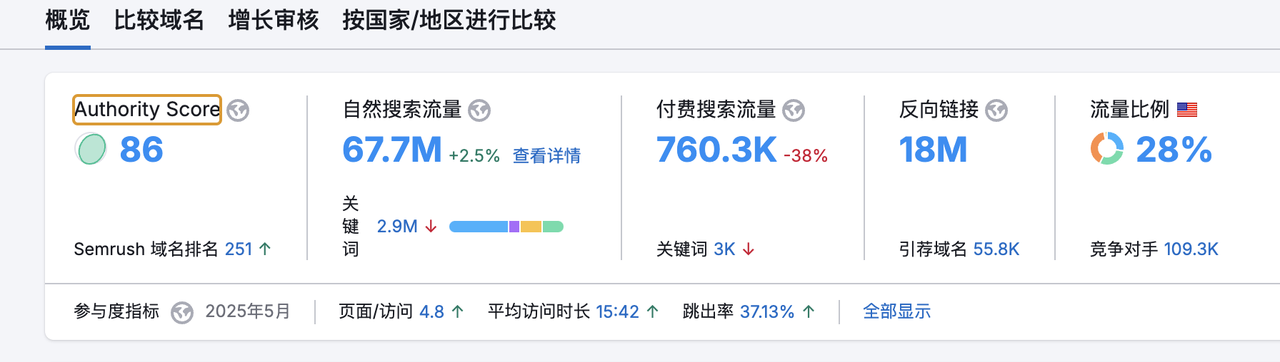 概览 比较域名 增长审核 按国家/地区进行比较
Authority Score
86
Semrush 域名排名 251 ↑
自然搜索流量
67.7M +2.5% 查看详情
关
键
词
2.9M ↓
付费搜索流量
760.3K -38%
关键词 3K ↓
反向链接
18M
引荐域名 55.8K
流量比例
28%
竞争对手 109.3K
参与度指标 2025年5月 页面/访问 4.8 ↑ 平均访问时长 15:42 ↑ 跳出率 37.13% ↑ 全部显示